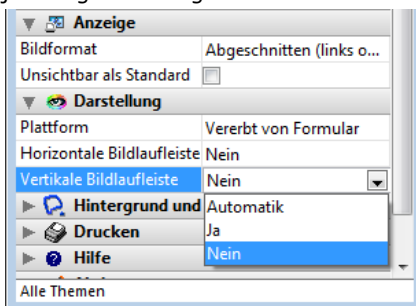 Anzeige
Bildformat Abgeschnitten (links o...
Unsichtbar als Standard
Darstellung
Plattform Vererbt von Formular
Horizontale Bildlaufleiste Nein
Vertikale Bildlaufleiste Nein
Hintergrund und
Automatik
Drucken
Ja
Hilfe
Nein
Alle Themen